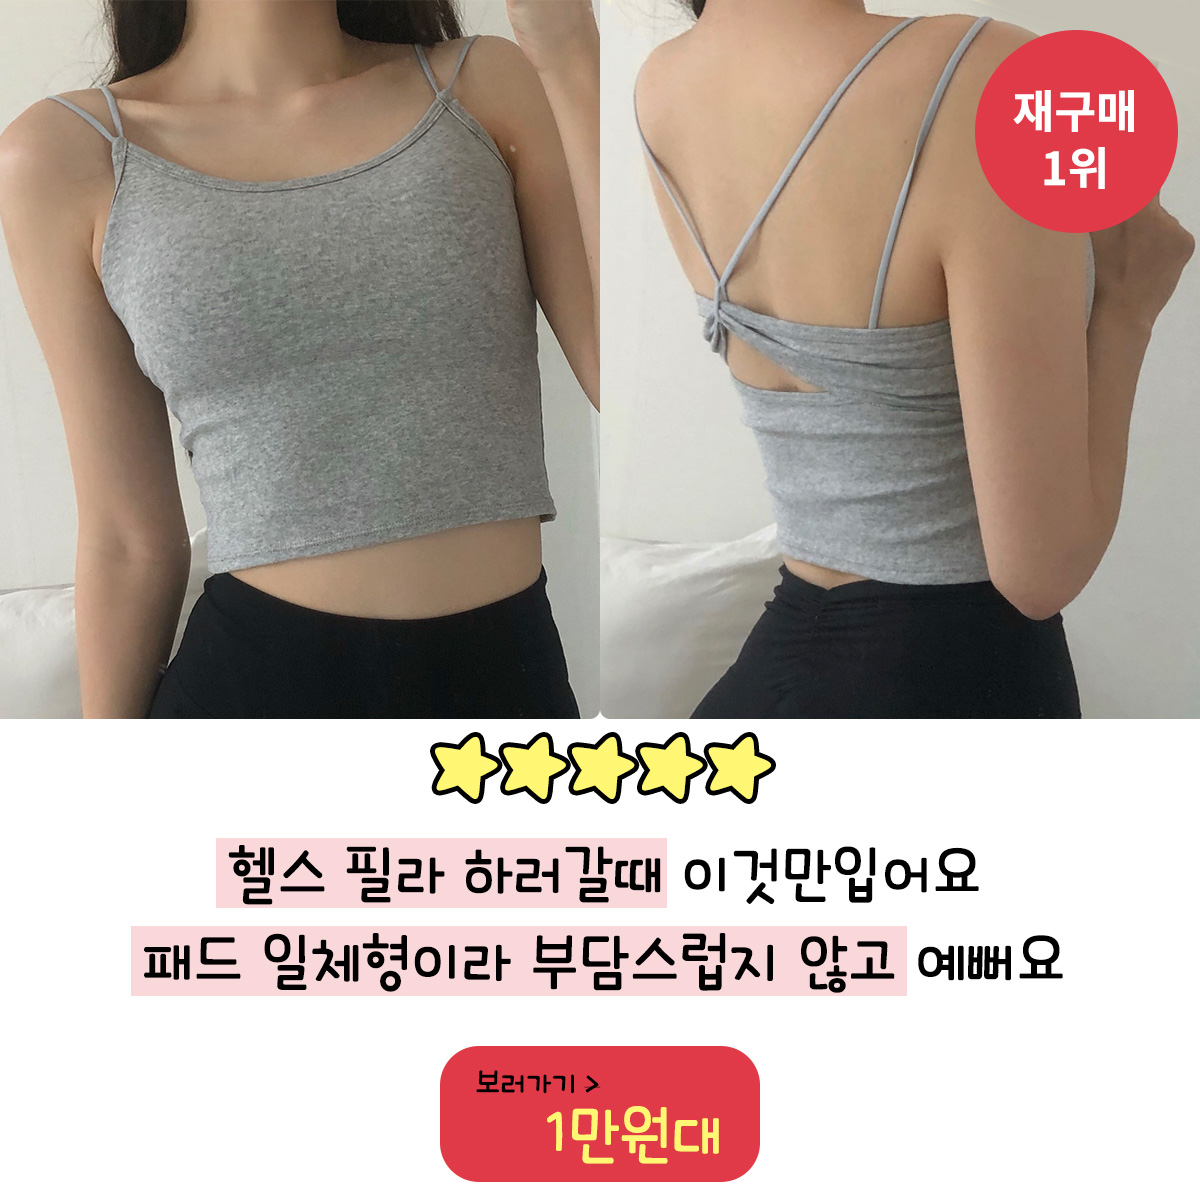 재구매
1위
헬스 필라 하러갈때 이것만입어요
패드 일체형이라 부담스럽지 않고 예뻐요
보러가기 >
1만원대